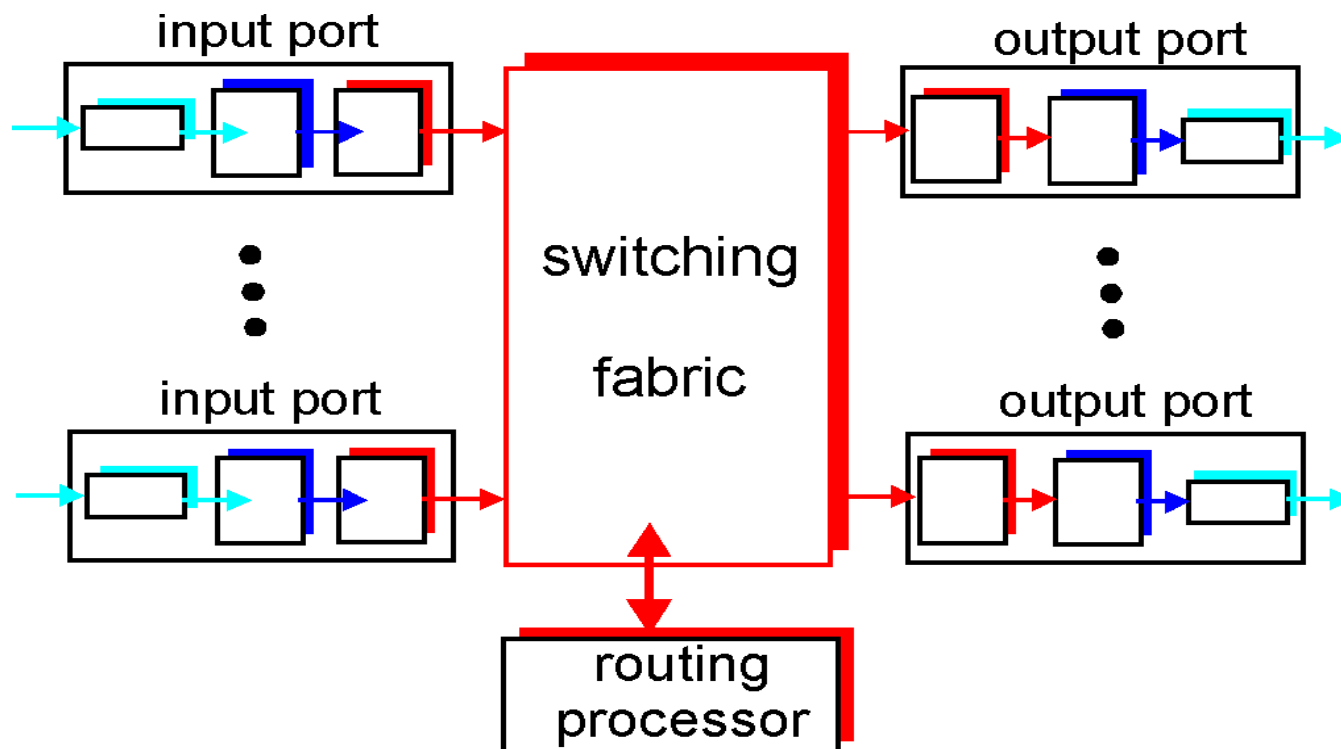 input port
output port
switching
fabric
input port
output port
routing
processor